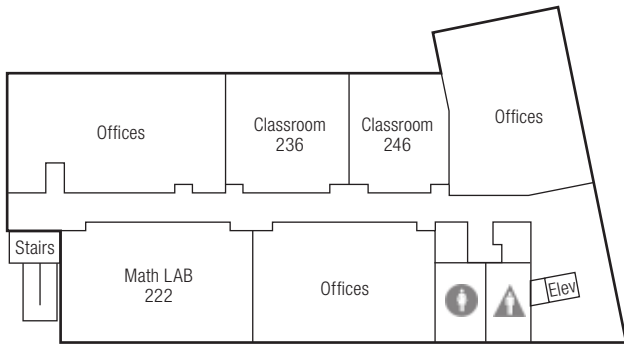 Offices
Classroom
236
Classroom
246
Offices
Stairs
Math LAB
222
Offices
Elev